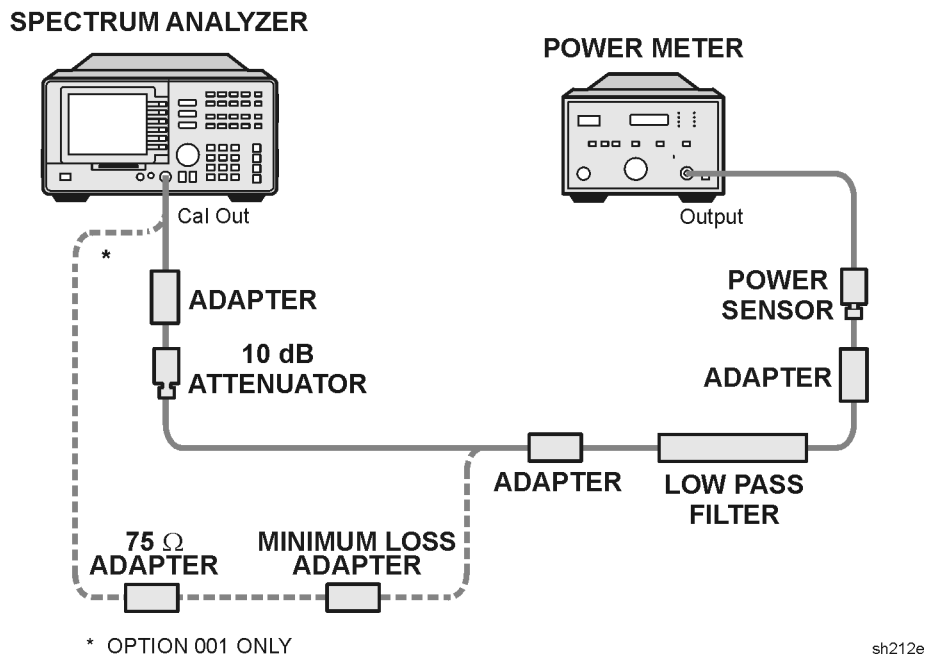 SPECTRUM ANALYZER
POWER METER
Cal Out
Output
*
ADAPTER
POWER
SENSOR
10 dB
ATTENUATOR
ADAPTER
ADAPTER
LOW PASS
FILTER
75 Ω
ADAPTER
MINIMUM LOSS
ADAPTER
* OPTION 001 ONLY
sh212e